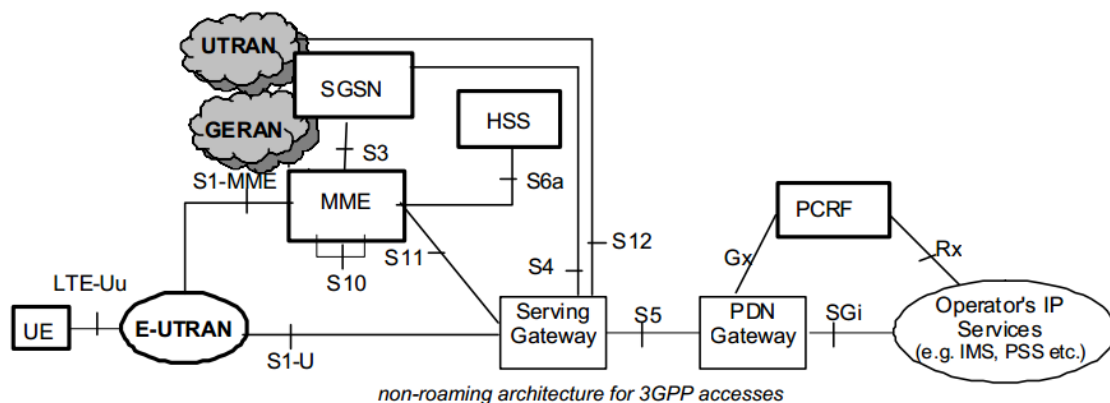 UTRAN
SGSN
HSS
GERAN
S3
S6a
S1-MME
MME
PCRF
S12
Gx
Rx
S11
S4
S10
LTE-Uu
UE
E-UTRAN
S1-U
Serving
Gateway
S5
PDN
Gateway
SGi
Operator's IP
Services
(e.g. IMS, PSS etc.)
non-roaming architecture for 3GPP accesses